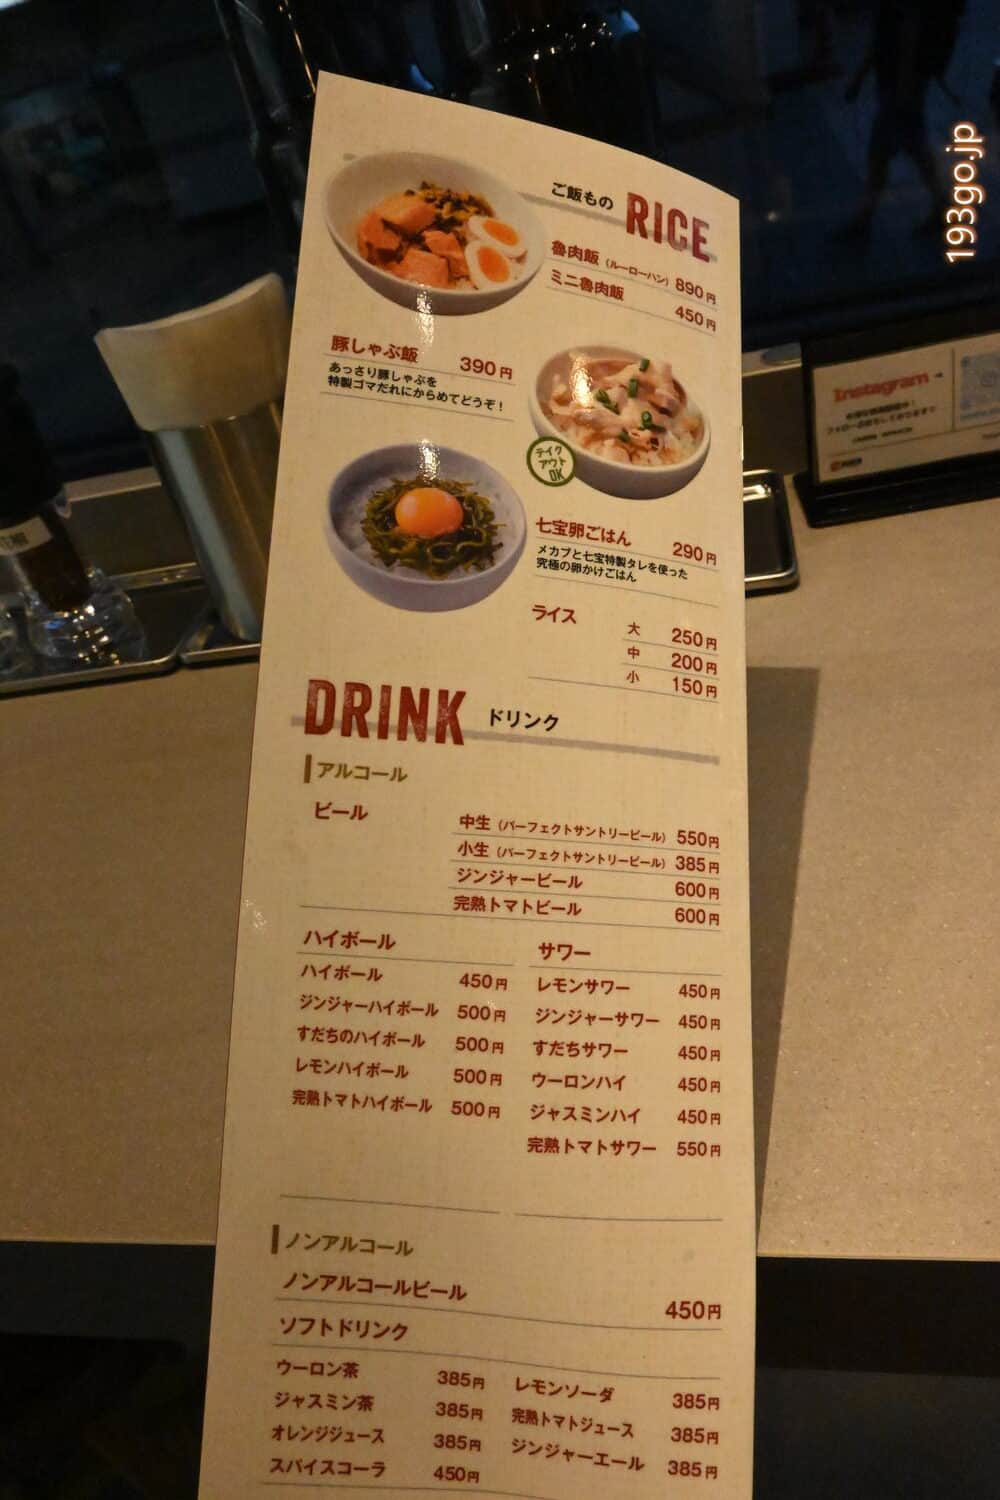 193go.jp
ご飯もの RICE
魯肉飯（ルーローハン） 890円
ミニ魯肉飯 450円
豚しゃぶ飯 390円
あっさり豚しゃぶを
特製ゴマだれにからめてどうぞ！
テイク
アウト
OK
七宝卵ごはん 290円
メカブと七宝特製タレを使った
究極の卵かけごはん
ライス
大 250円
中 200円
小 150円
DRINK ドリンク
アルコール
ビール
中生（パーフェクトサントリービール） 550円
小生（パーフェクトサントリービール） 385円
ジンジャービール 600円
完熟トマトビール 600円
ハイボール
ハイボール 450円
ジンジャーハイボール 500円
すだちのハイボール 500円
レモンハイボール 500円
完熟トマトハイボール 500円
サワー
レモンサワー 450円
ジンジャーサワー 450円
すだちサワー 450円
ウーロンハイ 450円
ジャスミンハイ 450円
完熟トマトサワー 550円
ノンアルコール
ノンアルコールビール 450円
ソフトドリンク
ウーロン茶 385円
ジャスミン茶 385円
オレンジジュース 385円
スパイスコーラ 450円
レモンソーダ 385円
完熟トマトジュース 385円
ジンジャーエール 385円
Instagram